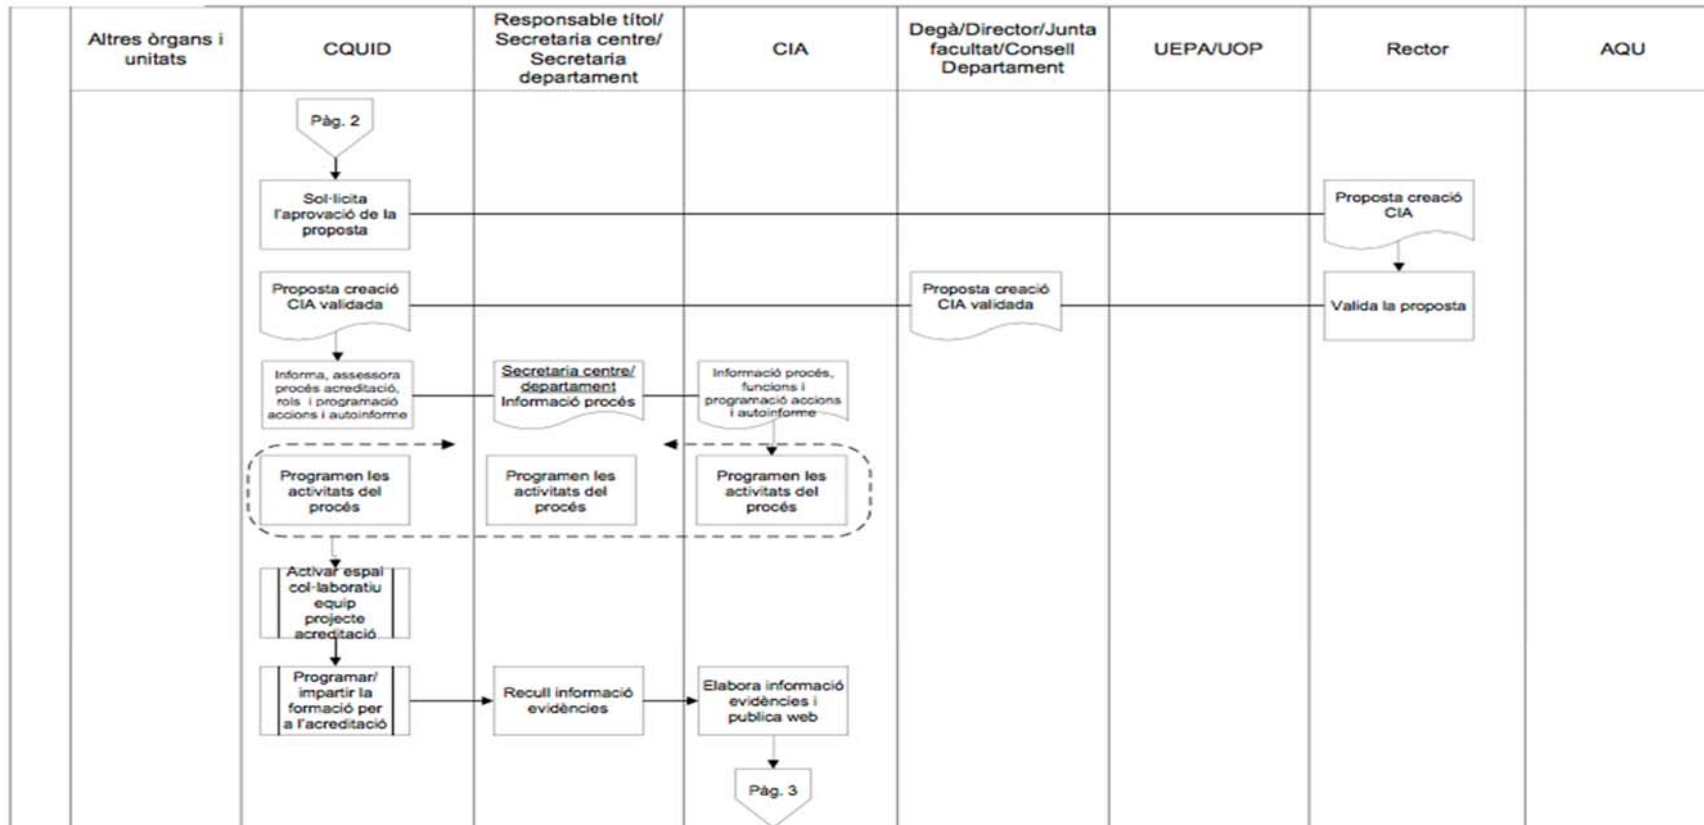 Altres òrgans i
unitats
CQUID
Responsable títol/
Secretaria centre/
Secretaria
departament
CIA
Degà/Director/Junta
facultat/Consell
Departament
UEPA/UOP
Rector
AQU
Pàg. 2
Sol·licita
l'aprovació de la
proposta
Proposta creació
CIA
Proposta creació
CIA validada
Proposta creació
CIA validada
Valida la proposta
Informa, assessora
procés acreditació,
rols i programació
accions i autoinforme
Secretaria centre/
departament
Informació procés
Informació procés,
funcions i
programació accions
i autoinforme
Programen les
activitats del
procés
Programen les
activitats del
procés
Programen les
activitats del
procés
Activar espai
col·laboratiu
equip
projecte
acreditació
Programar/
impartir la
formació per
a l'acreditació
Recull informació
evidències
Elabora informació
evidències i
publica web
Pàg. 3